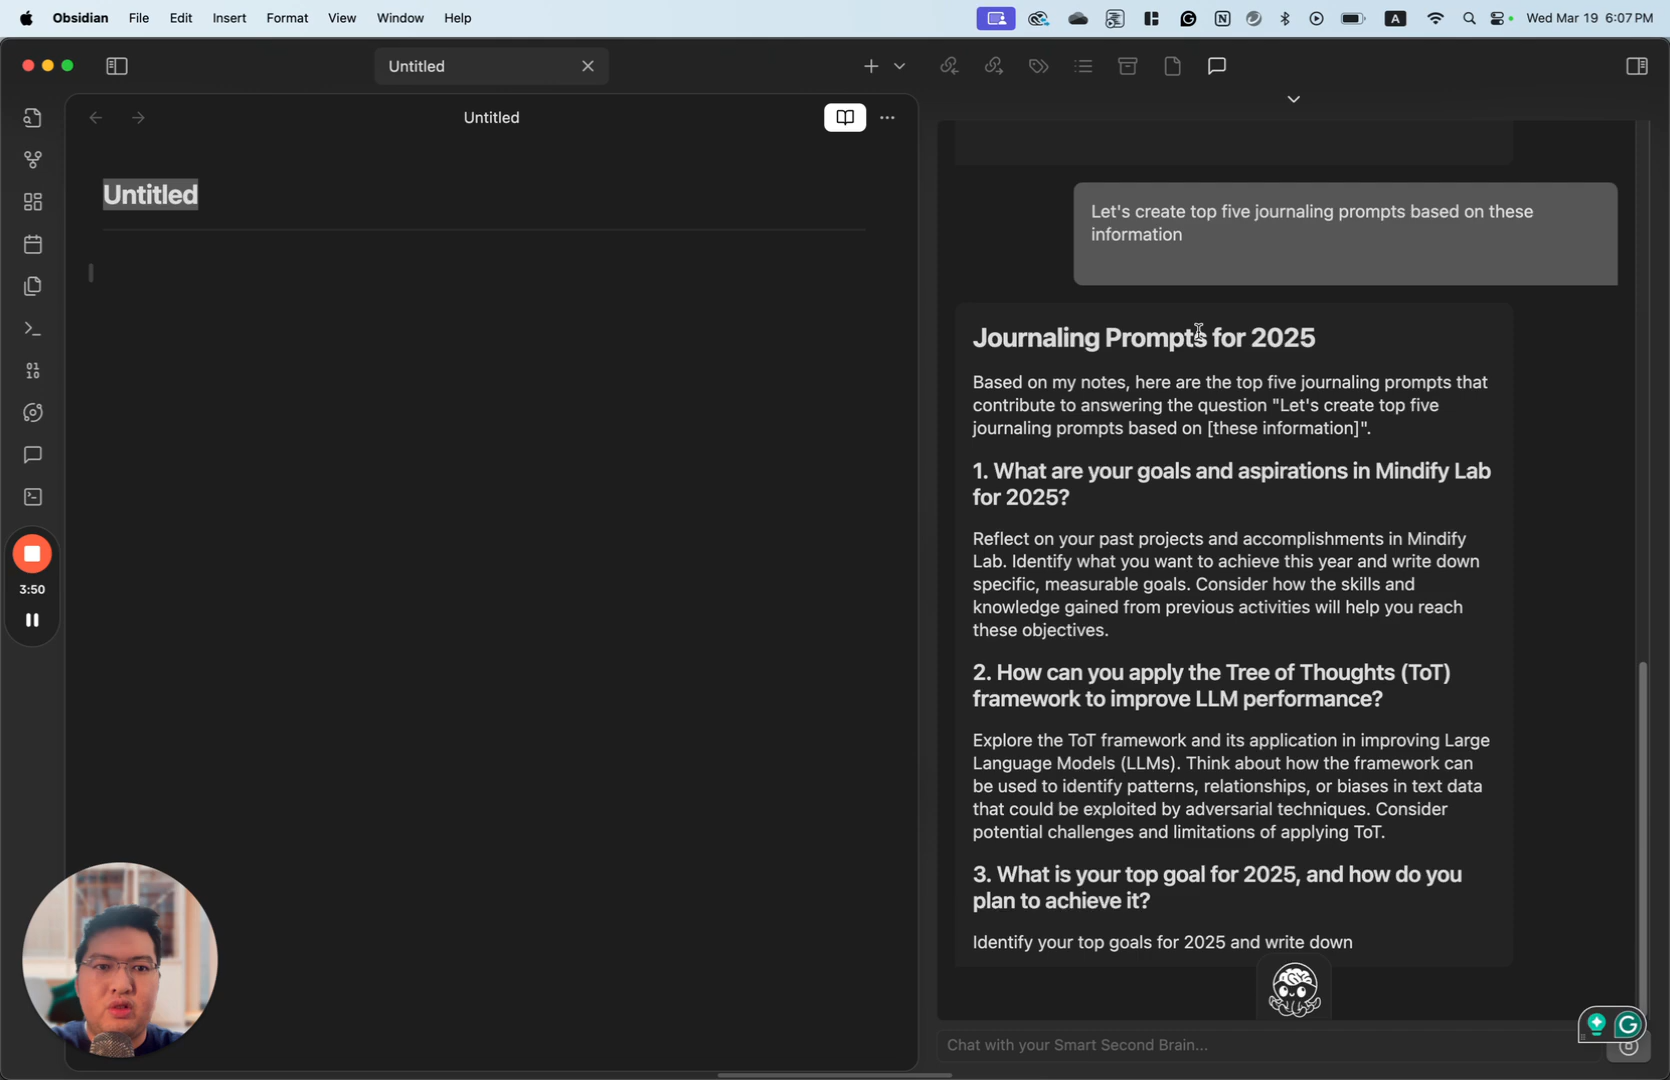 Obsidian File Edit Insert Format View Window Help
A Wed Mar 19 6:07 PM
Untitled
Untitled
Untitled
01
10
3:50
Let's create top five journaling prompts based on these
information
Journaling Prompts for 2025
Based on my notes, here are the top five journaling prompts that
contribute to answering the question "Let's create top five
journaling prompts based on [these information]".
1. What are your goals and aspirations in Mindify Lab
for 2025?
Reflect on your past projects and accomplishments in Mindify
Lab. Identify what you want to achieve this year and write down
specific, measurable goals. Consider how the skills and
knowledge gained from previous activities will help you reach
these objectives.
2. How can you apply the Tree of Thoughts (ToT)
framework to improve LLM performance?
Explore the ToT framework and its application in improving Large
Language Models (LLMs). Think about how the framework can
be used to identify patterns, relationships, or biases in text data
that could be exploited by adversarial techniques. Consider
potential challenges and limitations of applying ToT.
3. What is your top goal for 2025, and how do you
plan to achieve it?
Identify your top goals for 2025 and write down
Chat with your Smart Second Brain...